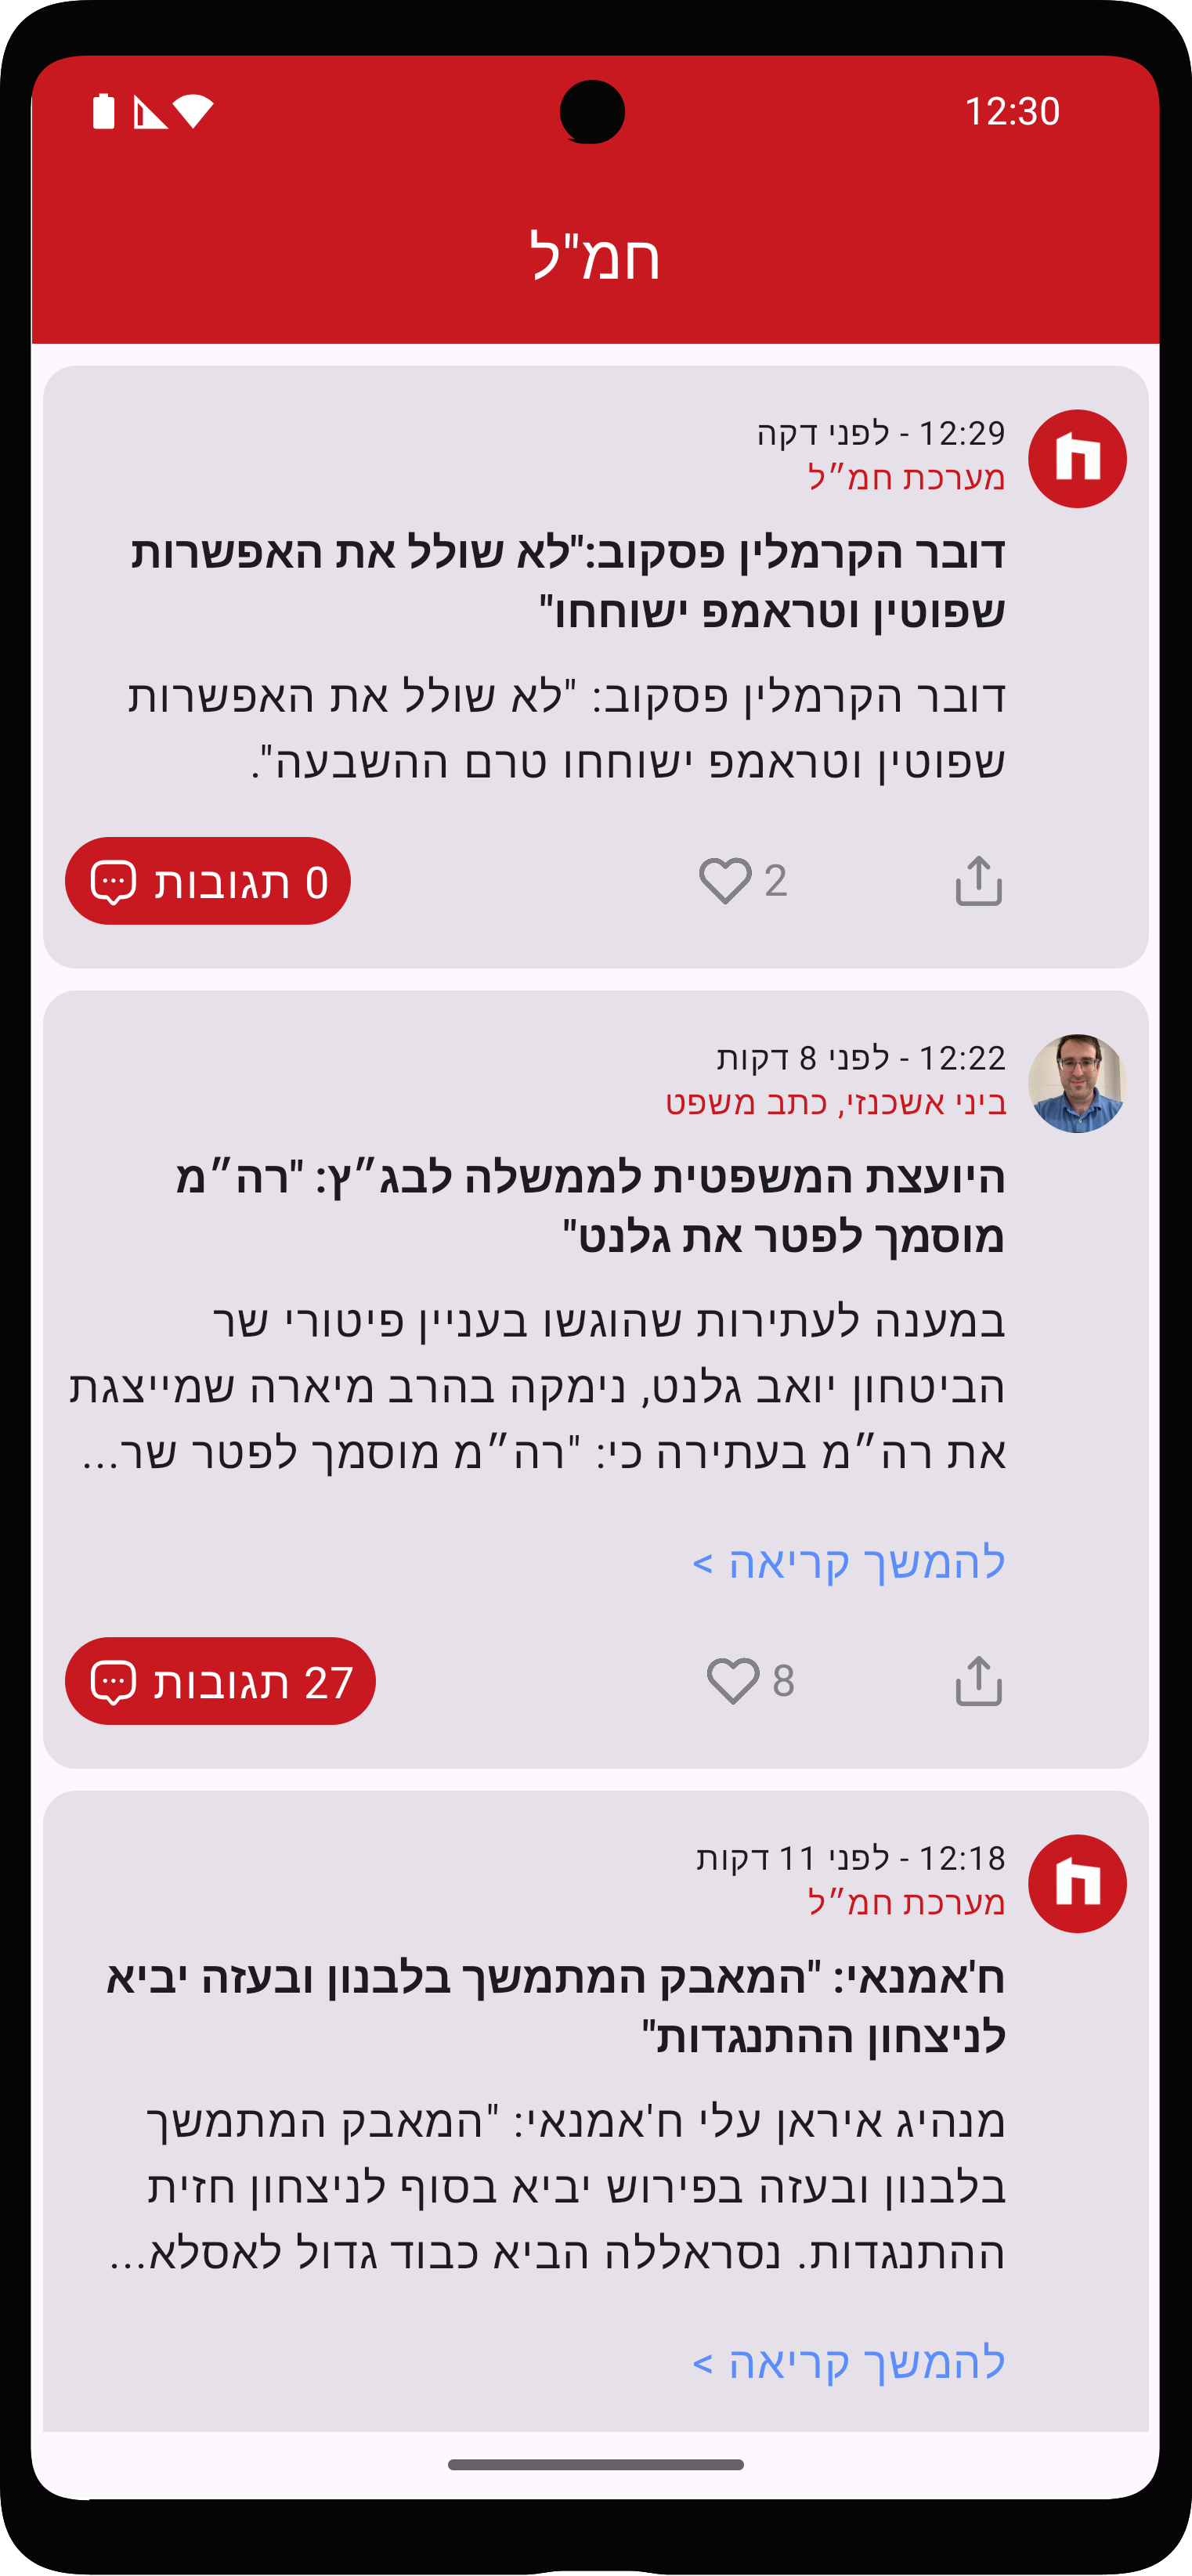 12:30
חמ"ל
12:29 - לפני דקה
מערכת חמ״ל
דובר הקרמלין פסקוב:"לא שולל את האפשרות
שפוטין וטראמפ ישוחחו"
דובר הקרמלין פסקוב: "לא שולל את האפשרות
שפוטין וטראמפ ישוחחו טרם ההשבעה".
2
0 תגובות
12:22 - לפני 8 דקות
ביני אשכנזי, כתב משפט
היועצת המשפטית לממשלה לבג״ץ: "רה״מ
מוסמך לפטר את גלנט"
במענה לעתירות שהוגשו בעניין פיטורי שר
הביטחון יואב גלנט, נימקה בהרב מיארה שמייצגת
את רה״מ בעתירה כי: "רה״מ מוסמך לפטר שר...
להמשך קריאה >
8
27 תגובות
12:18 - לפני 11 דקות
מערכת חמ״ל
ח'אמנאי: "המאבק המתמשך בלבנון ובעזה יביא
לניצחון ההתנגדות"
מנהיג איראן עלי ח'אמנאי: "המאבק המתמשך
בלבנון ובעזה בפירוש יביא בסוף לניצחון חזית
ההתנגדות. נסראללה הביא כבוד גדול לאסלא...
להמשך קריאה >